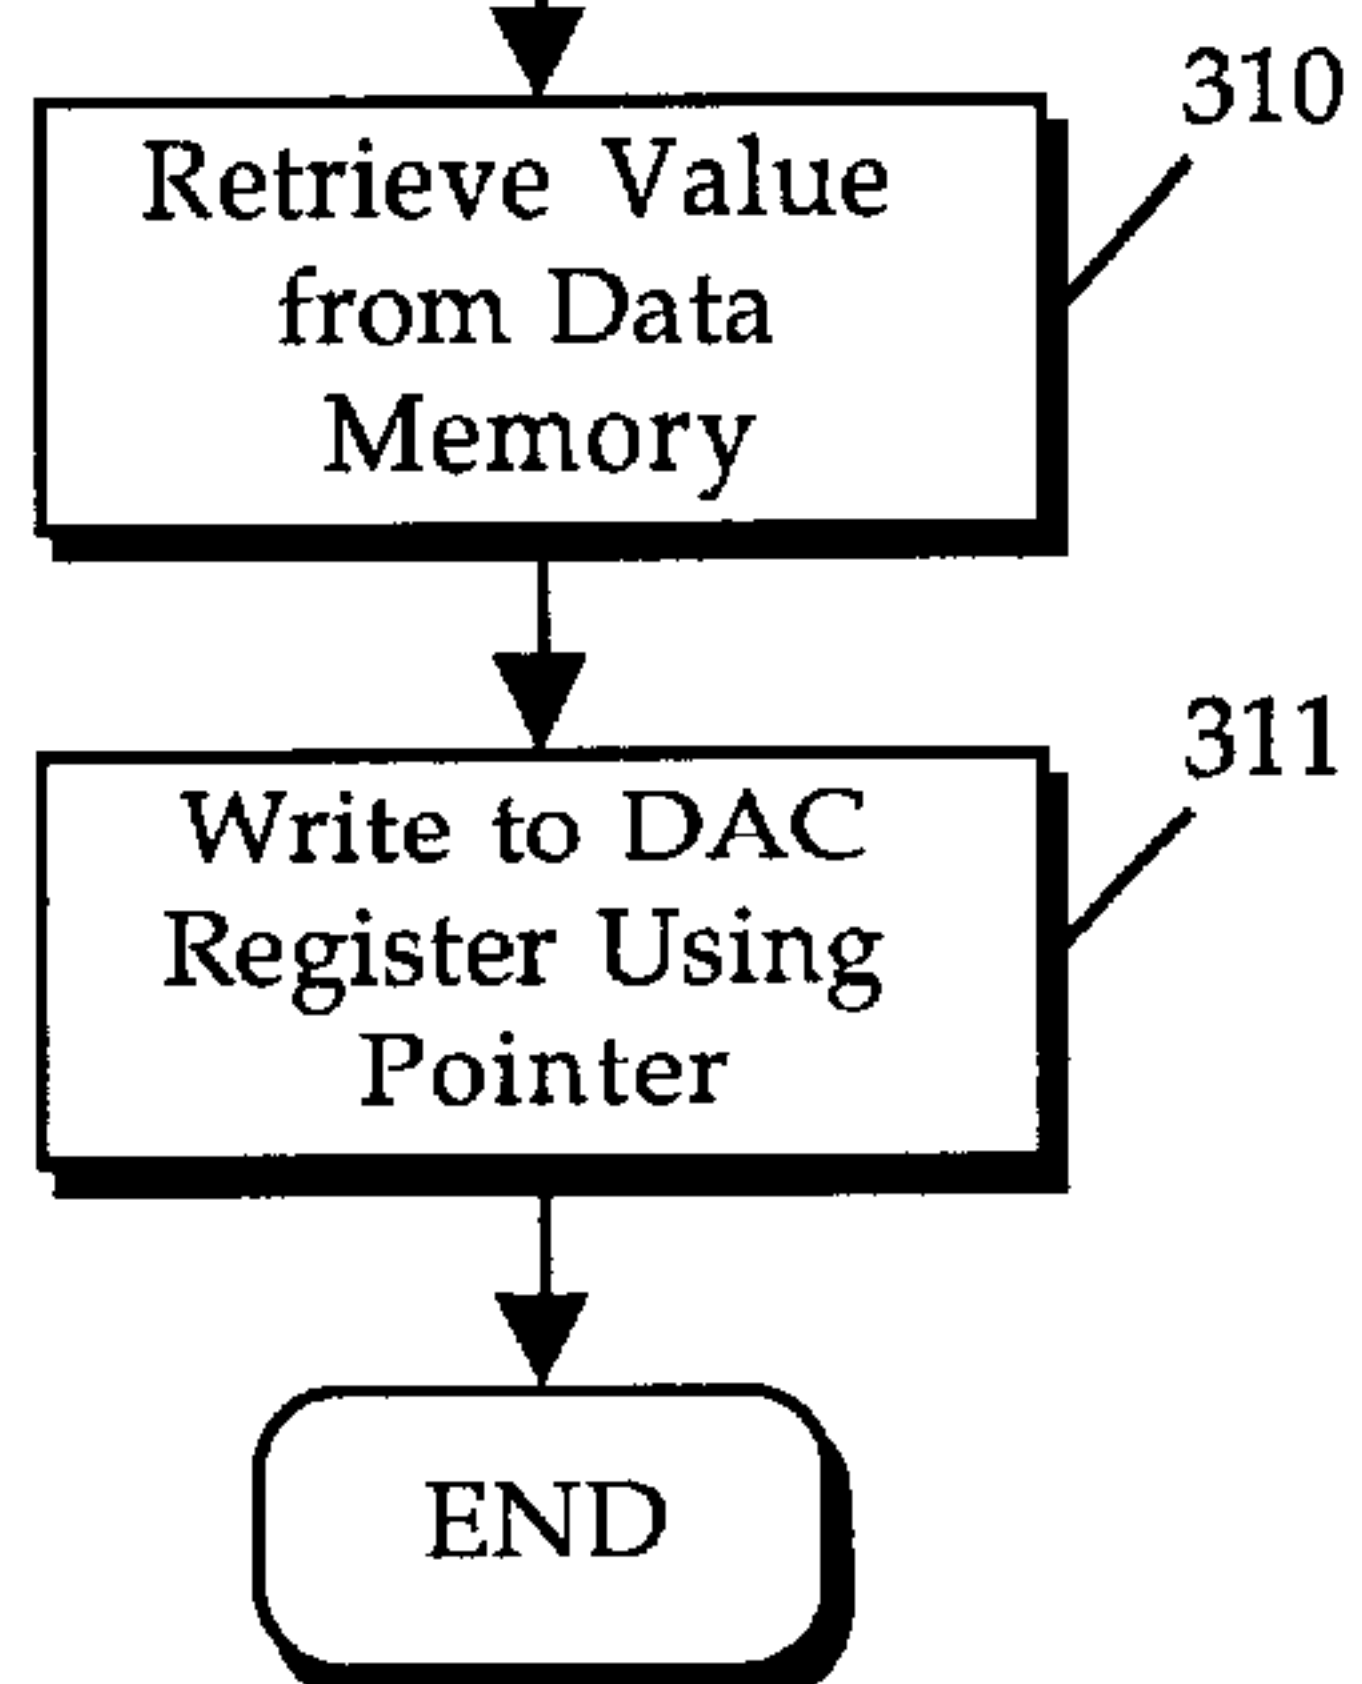 310
Retrieve Value
from Data
Memory
311
Write to DAC
Register Using
Pointer
END